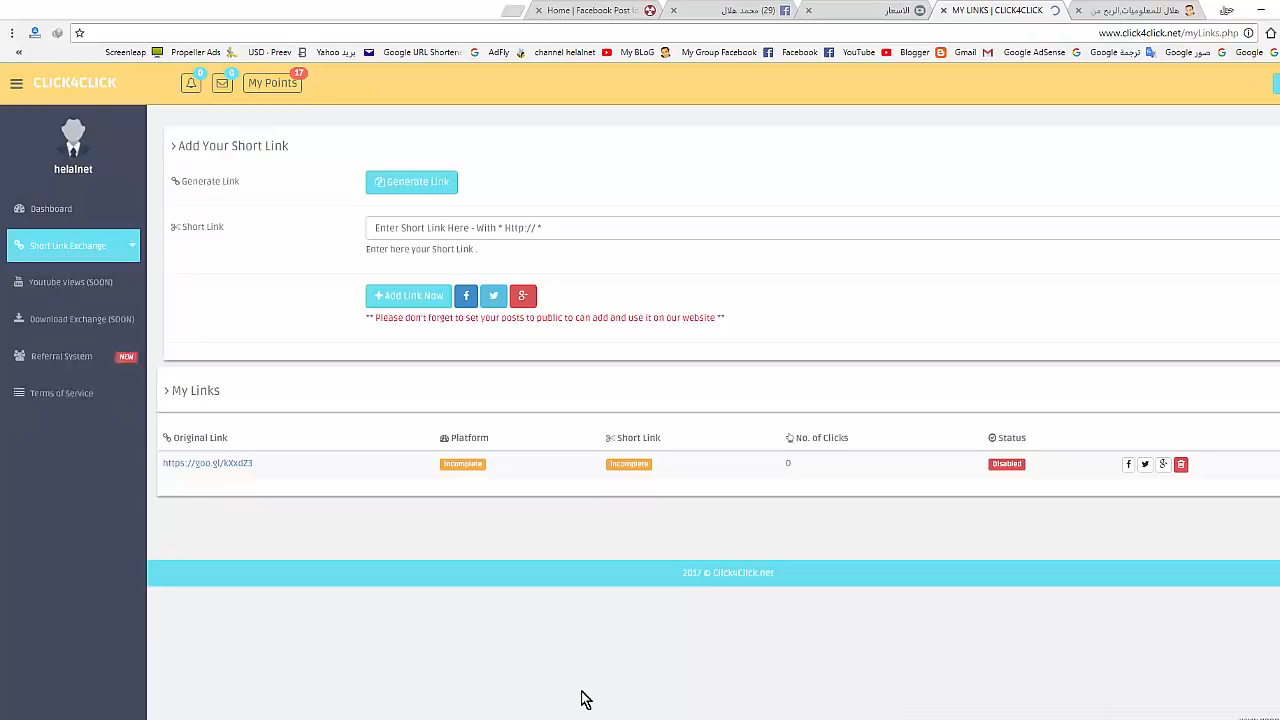 Home | Facebook Post
(29) محمد هلال
الاسعار
MY LINKS | CLICK4CLICK
هلال للمعلوميات,الربح من
www.click4click.net/myLinks.php
« Screenleap Propeller Ads USD · Preev Yahoo بريد Google URL Shorten AdFly channel helalnet My BLoG My Group Facebook Facebook YouTube Blogger Gmail Google AdSense ترجمة Google صور Google Google
CLICK4CLICK 0 0 My Points 17
helalnet
Dashboard
Short Link Exchange
Youtube views (SOON)
Download Exchange (SOON)
Referral System NEW
Terms of Service
> Add Your Short Link
Generate Link Generate Link
Short Link Enter Short Link Here - With * Http:// *
Enter here your Short Link .
+ Add Link Now
** Please don't forget to set your posts to public to can add and use it on our website **
> My Links
Original Link Platform Short Link No. of Clicks Status
https://goo.gl/kXxdZ3 Incomplete Incomplete 0 Disabled
2017 © Click4Click.net